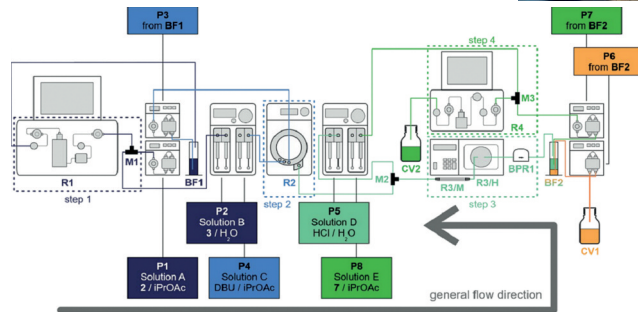 P3
from BF1
P7
from BF2
P6
from BF2
step 4
M3
R4
M1
R1
step 1
BF1
R2
step 2
CV2
M2
BPR1
R3/M
R3/H
step 3
BF2
CV1
P2
Solution B
3 / H2O
P5
Solution D
HCl / H2O
P1
Solution A
2 / iPrOAc
P4
Solution C
DBU / iPrOAc
P8
Solution E
7 / iPrOAc
general flow direction